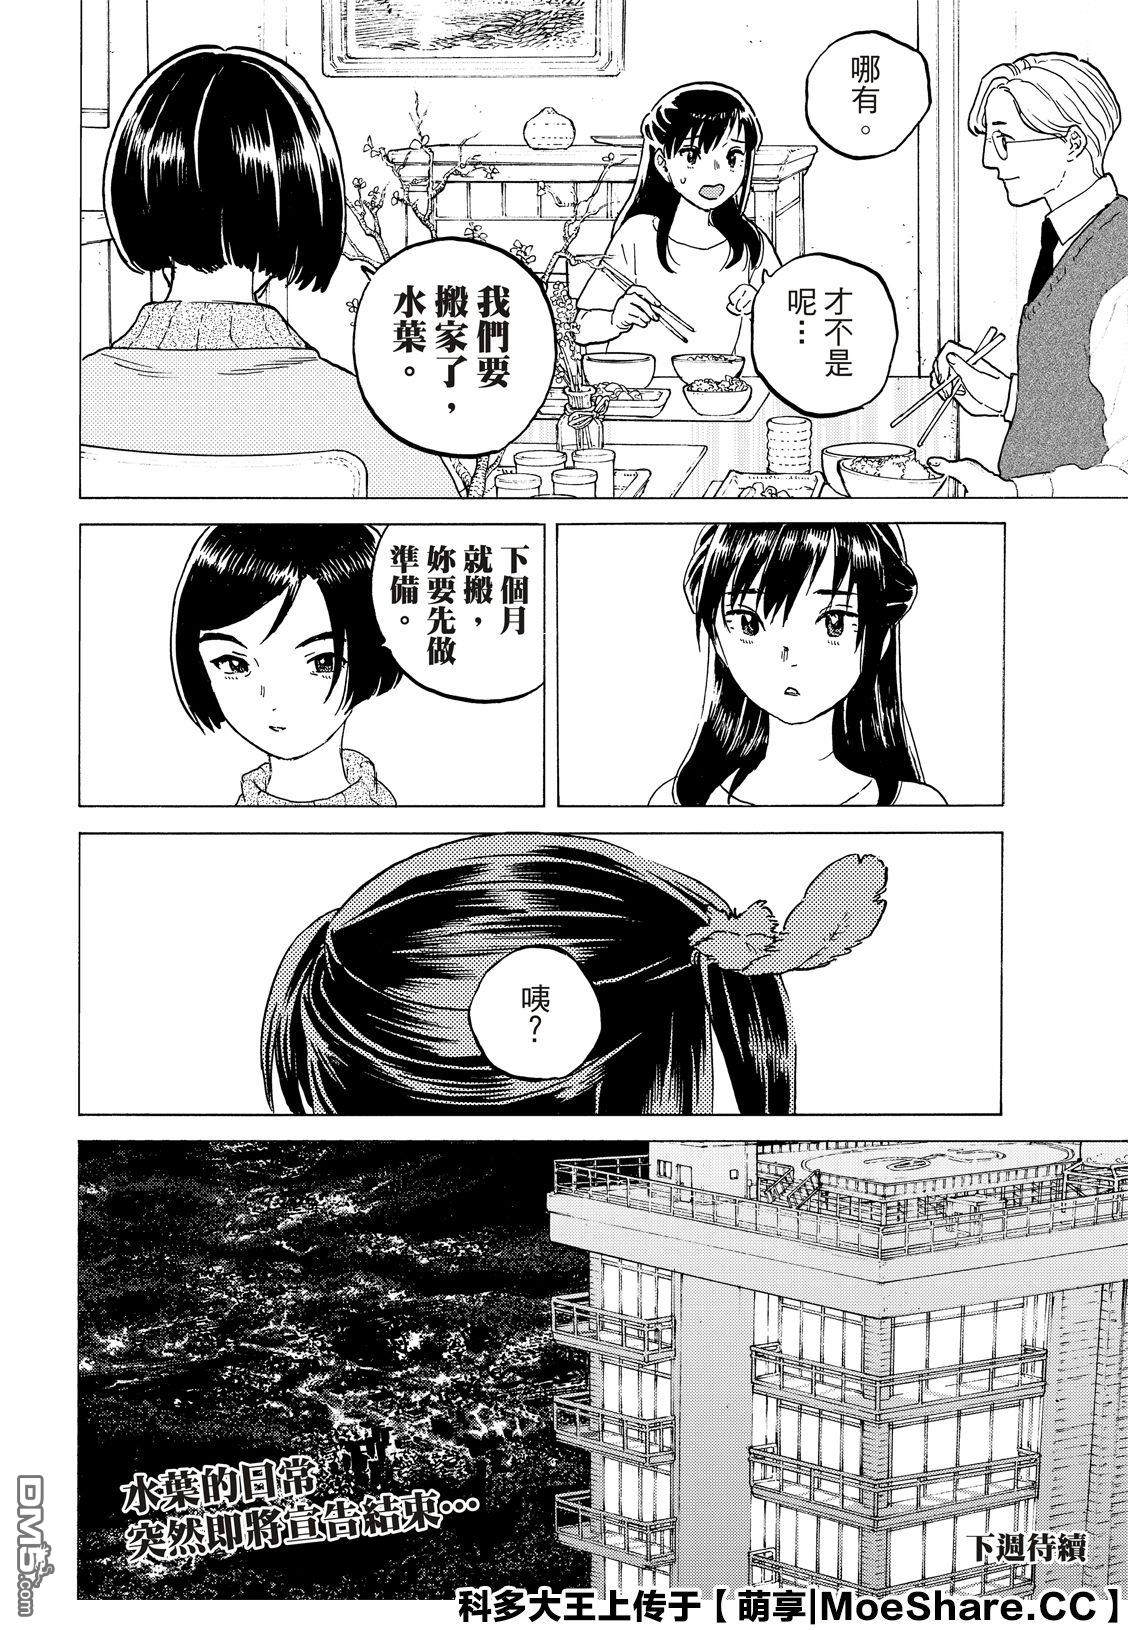 哪有。
才不是
呢…
我們要
搬家了，
水葉。
下個月
就搬，
妳要先做
準備。
咦？
水葉的日常
突然即將宣告結束…
下週待續
科多大王上传于【萌享|MoeShare.CC】
DM5.com